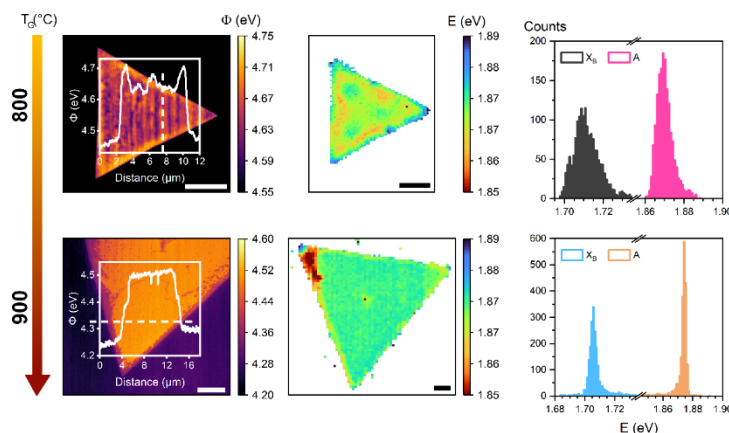 T_G(°C)
Φ (eV)
E (eV)
Counts
800
4.75
4.71
4.67
4.63
4.59
4.55
Φ (eV)
4.7
4.6
4.5
0 2 4 6 8 10 12
Distance (µm)
1.89
1.88
1.87
1.86
1.85
200
150
100
50
0
X_B
A
1.70 1.72 1.86 1.88 1.90
900
4.60
4.52
4.44
4.36
4.28
4.20
Φ (eV)
4.5
4.4
4.3
4.2
0 4 8 12 16
Distance (µm)
1.89
1.88
1.87
1.86
1.85
600
500
400
300
200
100
0
X_B
A
1.68 1.70 1.72 1.86 1.88 1.90
E (eV)